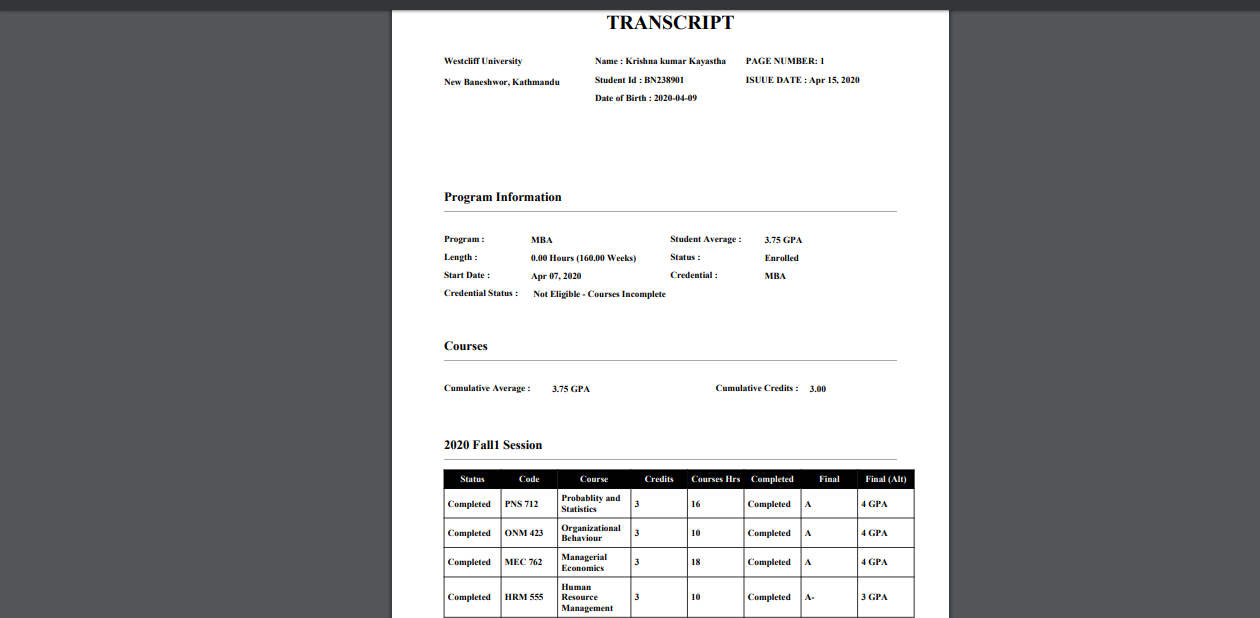 TRANSCRIPT
Westcliff University
New Baneshwor, Kathmandu
Name : Krishna kumar Kayastha
Student Id : BN238901
Date of Birth : 2020-04-09
PAGE NUMBER: 1
ISUUE DATE : Apr 15, 2020
Program Information
Program : MBA Student Average : 3.75 GPA
Length : 0.00 Hours (160.00 Weeks) Status : Enrolled
Start Date : Apr 07, 2020 Credential : MBA
Credential Status : Not Eligible - Courses Incomplete
Courses
Cumulative Average : 3.75 GPA Cumulative Credits : 3.00
2020 Fall1 Session
Status Code Course Credits Courses Hrs Completed Final Final (Alt)
Completed PNS 712 Probablity and Statistics 3 16 Completed A 4 GPA
Completed ONM 423 Organizational Behaviour 3 10 Completed A 4 GPA
Completed MEC 762 Managerial Economics 3 18 Completed A 4 GPA
Completed HRM 555 Human Resource Management 3 10 Completed A- 3 GPA